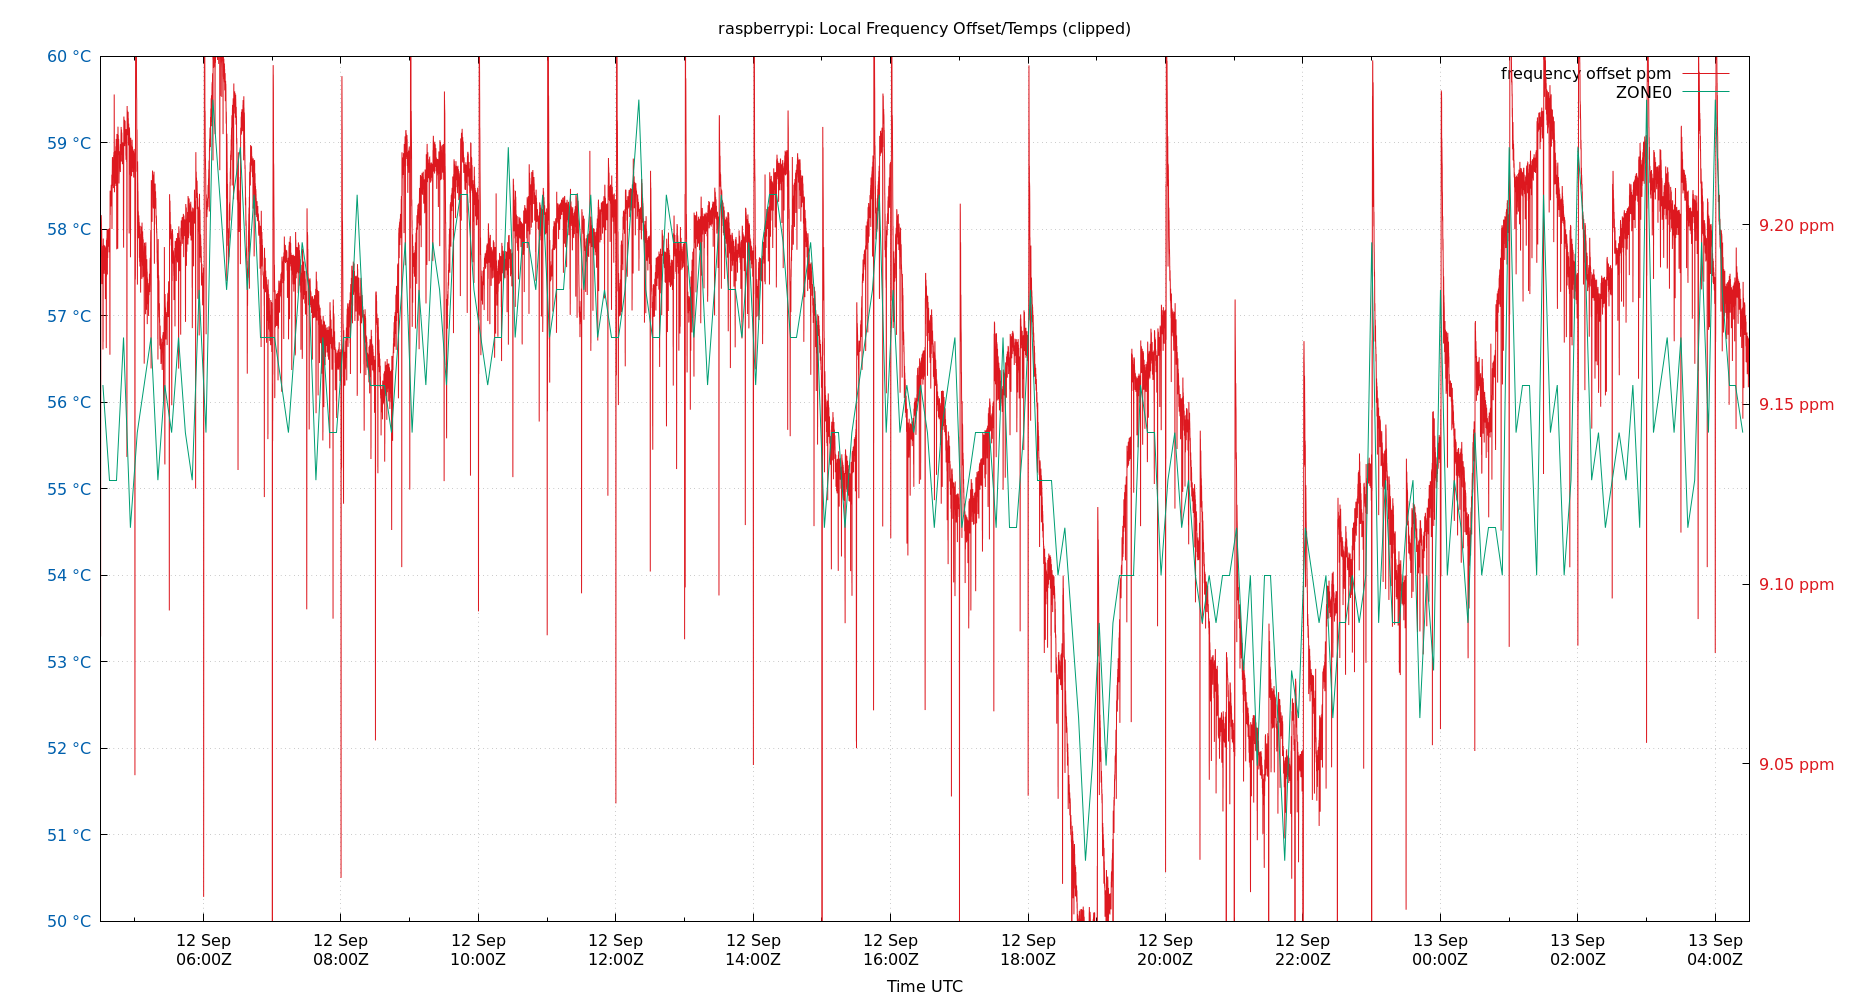 raspberrypi: Local Frequency Offset/Temps (clipped)
frequency offset ppm
ZONE0
60 °C
59 °C
58 °C
57 °C
56 °C
55 °C
54 °C
53 °C
52 °C
51 °C
50 °C
9.20 ppm
9.15 ppm
9.10 ppm
9.05 ppm
12 Sep 12 Sep 12 Sep 12 Sep 12 Sep 12 Sep 12 Sep 12 Sep 12 Sep 13 Sep 13 Sep 13 Sep
06:00Z 08:00Z 10:00Z 12:00Z 14:00Z 16:00Z 18:00Z 20:00Z 22:00Z 00:00Z 02:00Z 04:00Z
Time UTC